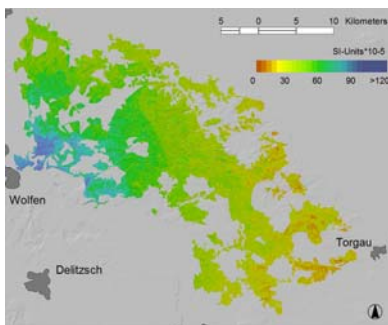 5 0 5 10 Kilometers
SI-Units*10-5
0 30 60 90 >120
Wolfen
Torgau
Delitzsch